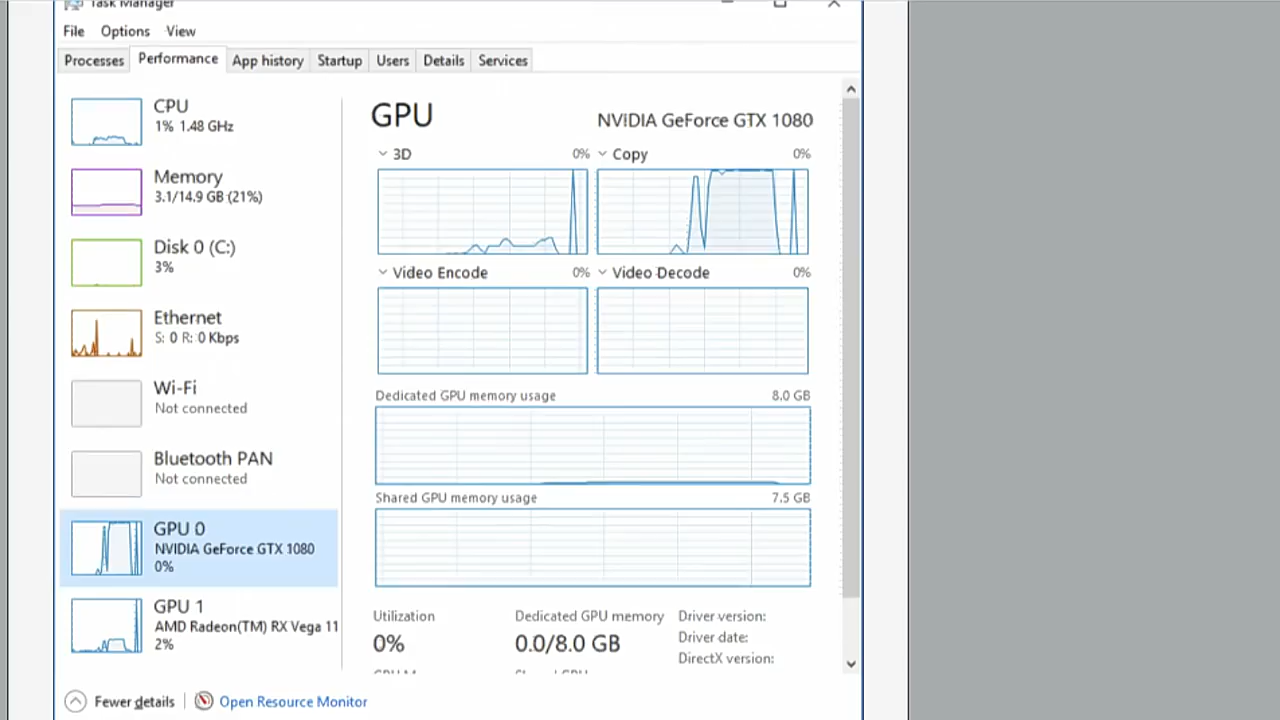 Task Manager
File Options View
Processes Performance App history Startup Users Details Services
CPU
1% 1.48 GHz
Memory
3.1/14.9 GB (21%)
Disk 0 (C:)
3%
Ethernet
S: 0 R: 0 Kbps
Wi-Fi
Not connected
Bluetooth PAN
Not connected
GPU 0
NVIDIA GeForce GTX 1080
0%
GPU 1
AMD Radeon(TM) RX Vega 11
2%
GPU NVIDIA GeForce GTX 1080
3D 0% Copy 0%
Video Encode 0% Video Decode 0%
Dedicated GPU memory usage 8.0 GB
Shared GPU memory usage 7.5 GB
Utilization Dedicated GPU memory Driver version:
0% 0.0/8.0 GB Driver date:
DirectX version:
Fewer details Open Resource Monitor